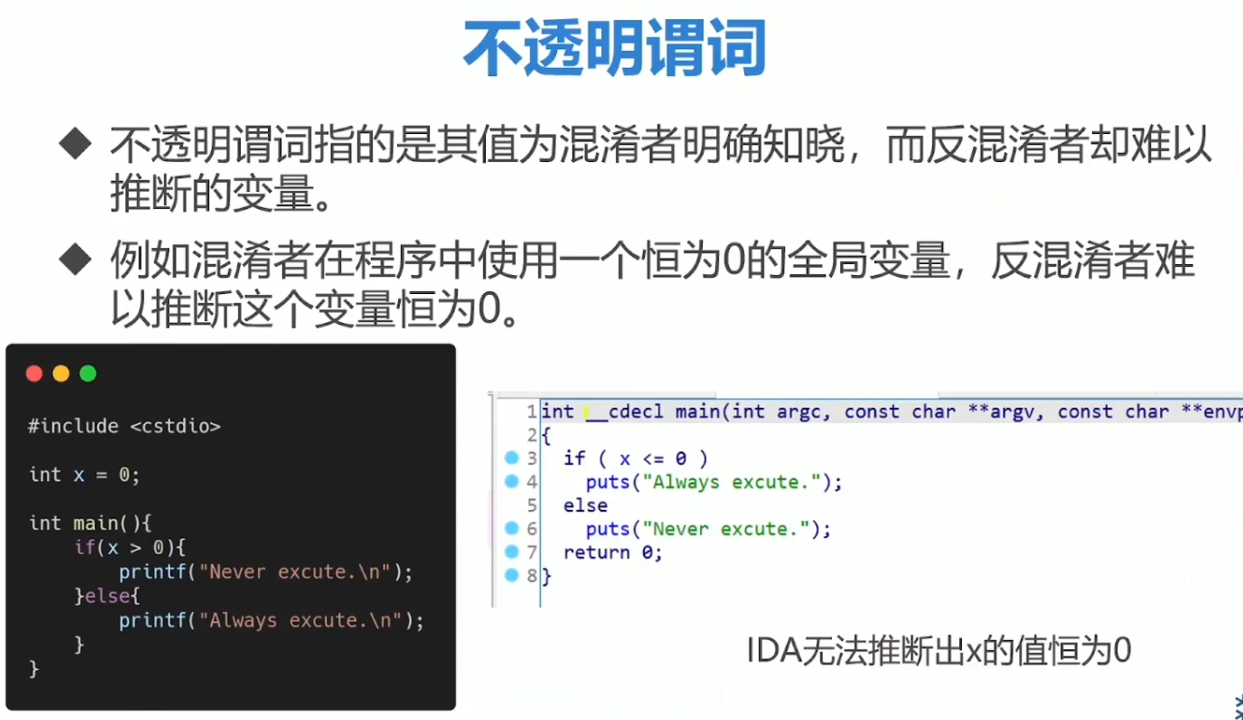 不透明谓词
◆ 不透明谓词指的是其值为混淆者明确知晓，而反混淆者却难以
推断的变量。
◆ 例如混淆者在程序中使用一个恒为0的全局变量，反混淆者难
以推断这个变量恒为0。
#include <cstdio>
int x = 0;
int main(){
if(x > 0){
printf("Never excute.\n");
}else{
printf("Always excute.\n");
}
}
1 int __cdecl main(int argc, const char **argv, const char **envp
2 {
3 if ( x <= 0 )
4 puts("Always excute.");
5 else
6 puts("Never excute.");
7 return 0;
8 }
IDA无法推断出x的值恒为0